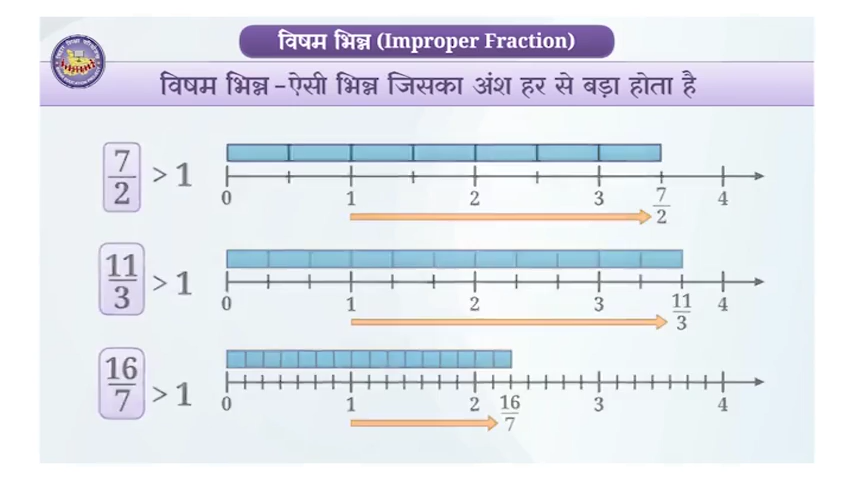 विषम भिन्न (Improper Fraction)
विषम भिन्न -ऐसी भिन्न जिसका अंश हर से बड़ा होता है
7/2 > 1
0 1 2 3 7/2 4
11/3 > 1
0 1 2 3 11/3 4
16/7 > 1
0 1 2 16/7 3 4